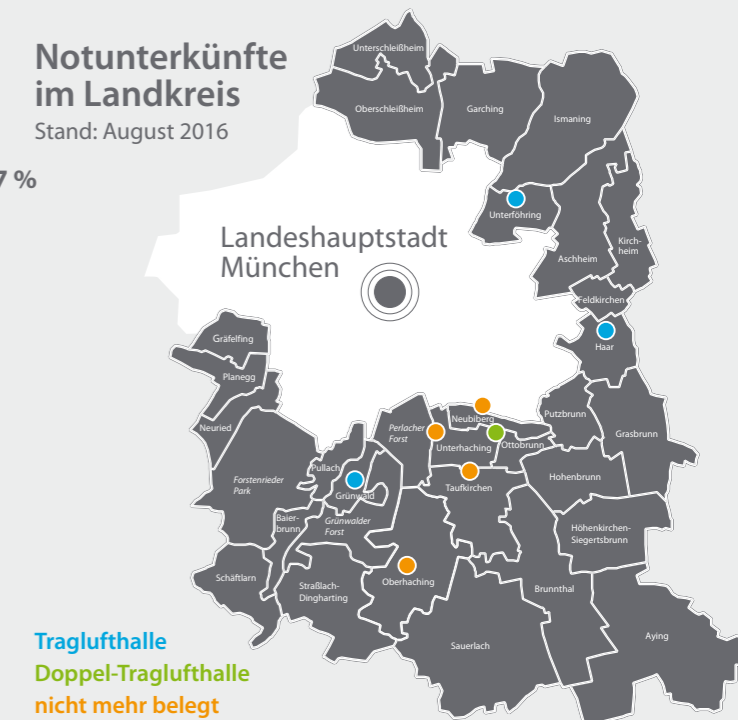 Notunterkünfte
im Landkreis
Stand: August 2016
7 %
Landeshauptstadt
München
Unterschleißheim
Oberschleißheim
Garching
Ismaning
Unterföhring
Aschheim
Kirch-
heim
Feldkirchen
Haar
Gräfelfing
Planegg
Neuried
Forstenrieder
Park
Pullach
Perlacher
Forst
Neubiberg
Unterhaching
Ottobrunn
Putzbrunn
Grasbrunn
Grünwald
Taufkirchen
Hohenbrunn
Baier-
brunn
Grünwalder
Forst
Höhenkirchen-
Siegertsbrunn
Schäftlarn
Straßlach-
Dingharting
Oberhaching
Brunnthal
Sauerlach
Aying
Traglufthalle
Doppel-Traglufthalle
nicht mehr belegt